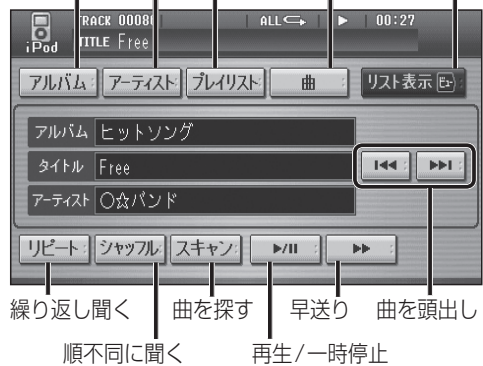 iPod TRACK 0008 ALL 00:27
TITLE Free
アルバム アーティスト プレイリスト 曲 リスト表示
アルバム ヒットソング
タイトル Free
アーティスト ○☆バンド
リピート シャッフル スキャン ▶/II ▶▶
繰り返し聞く 曲を探す 早送り 曲を頭出し
順不同に聞く 再生/一時停止